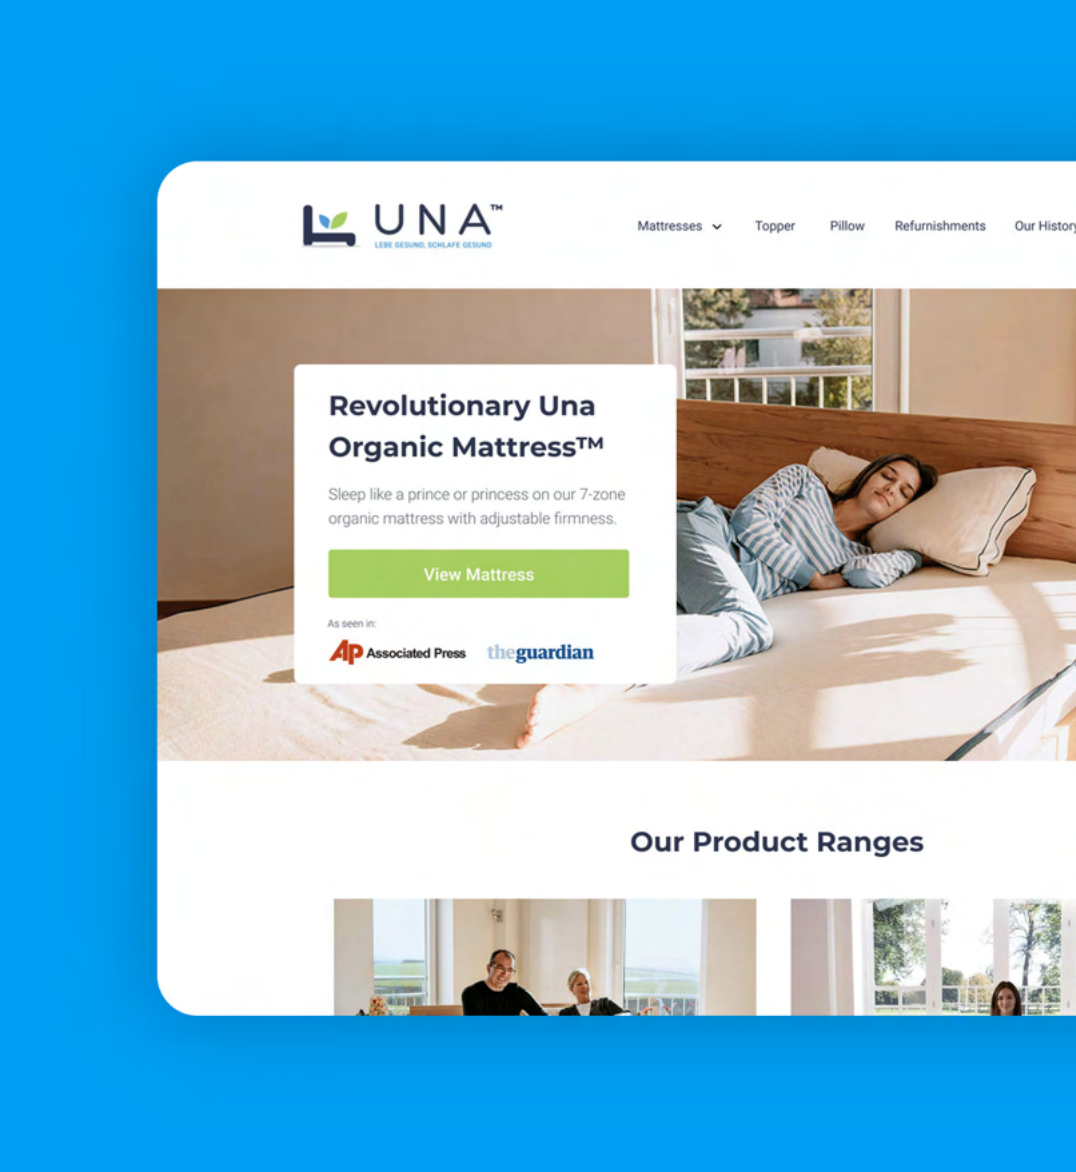 UNA™
LEBE GESUND, SCHLAFE GESUND
Mattresses Topper Pillow Refurnishments Our History
Revolutionary Una
Organic Mattress™
Sleep like a prince or princess on our 7-zone
organic mattress with adjustable firmness.
View Mattress
As seen in:
AP Associated Press theguardian
Our Product Ranges